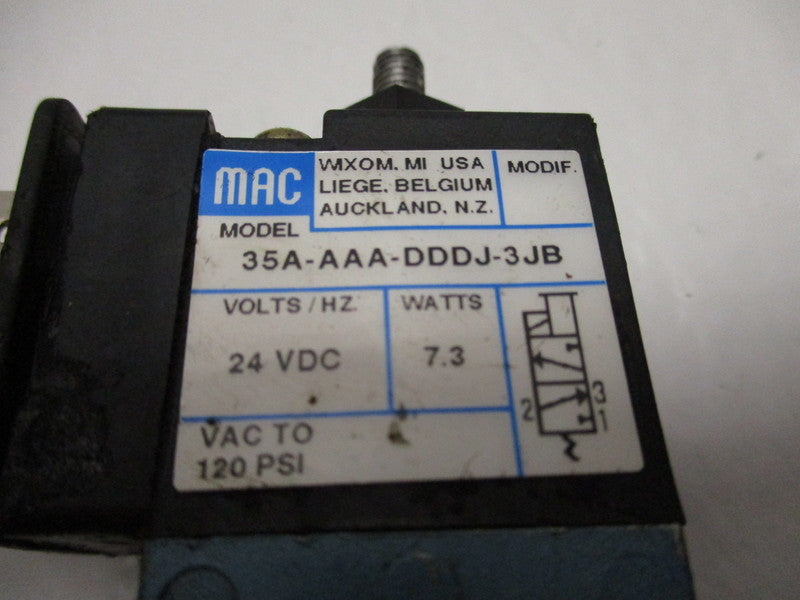 MAC
WIXOM, MI USA
LIEGE, BELGIUM
AUCKLAND, N.Z.
MODIF.
MODEL
35A-AAA-DDDJ-3JB
VOLTS/HZ.
24 VDC
WATTS
7.3
VAC TO
120 PSI
2
3
1